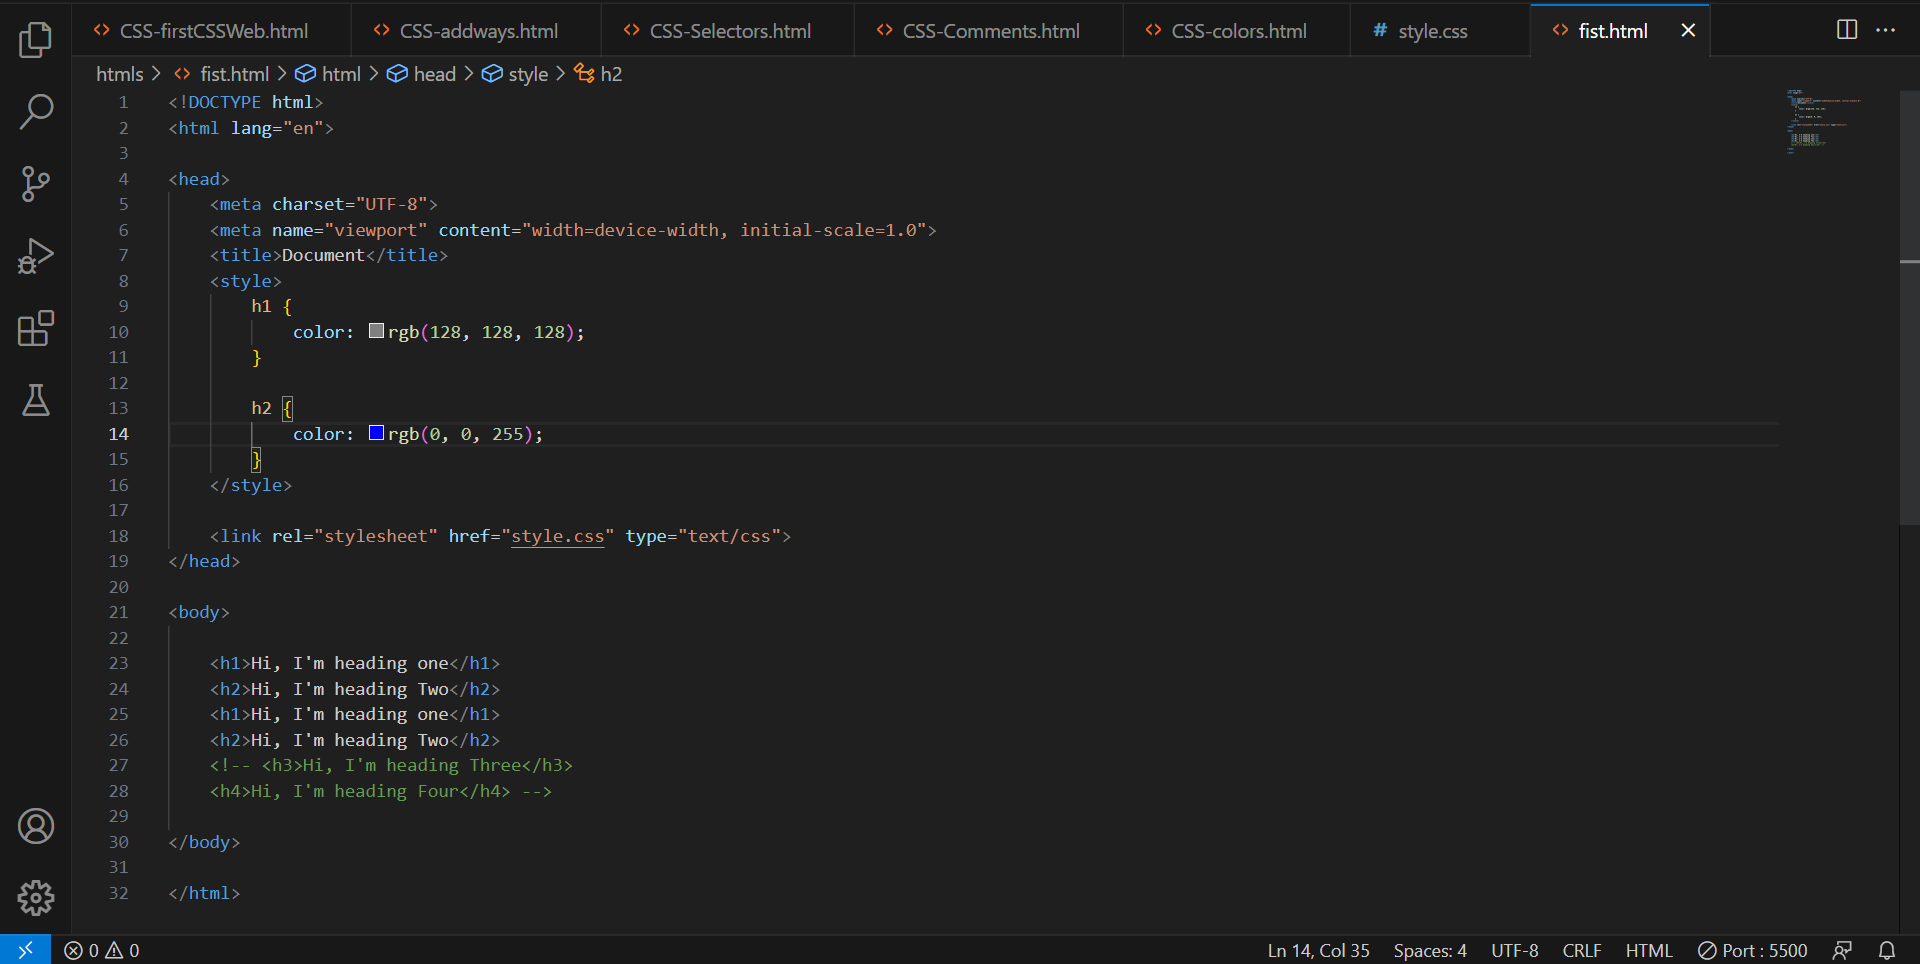 CSS-firstCSSWeb.html CSS-addways.html CSS-Selectors.html CSS-Comments.html CSS-colors.html # style.css fist.html
htmls > fist.html > html > head > style > h2
1 <!DOCTYPE html>
2 <html lang="en">
3
4 <head>
5 <meta charset="UTF-8">
6 <meta name="viewport" content="width=device-width, initial-scale=1.0">
7 <title>Document</title>
8 <style>
9 h1 {
10 color: rgb(128, 128, 128);
11 }
12
13 h2 {
14 color: rgb(0, 0, 255);
15 }
16 </style>
17
18 <link rel="stylesheet" href="style.css" type="text/css">
19 </head>
20
21 <body>
22
23 <h1>Hi, I'm heading one</h1>
24 <h2>Hi, I'm heading Two</h2>
25 <h1>Hi, I'm heading one</h1>
26 <h2>Hi, I'm heading Two</h2>
27 <!-- <h3>Hi, I'm heading Three</h3>
28 <h4>Hi, I'm heading Four</h4> -->
29
30 </body>
31
32 </html>
0 0 Ln 14, Col 35 Spaces: 4 UTF-8 CRLF HTML Port : 5500